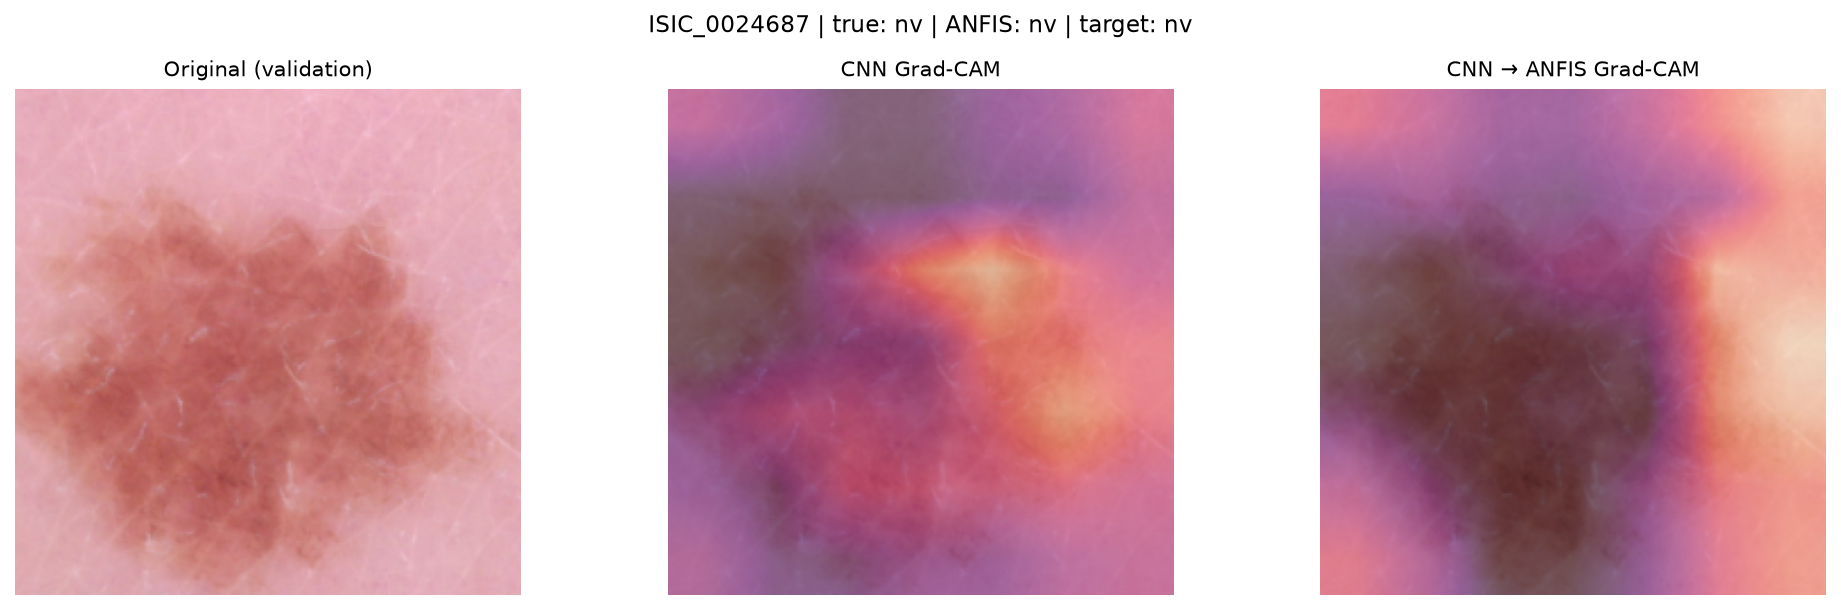 ISIC_0024687 | true: nv | ANFIS: nv | target: nv
Original (validation)
CNN Grad-CAM
CNN → ANFIS Grad-CAM